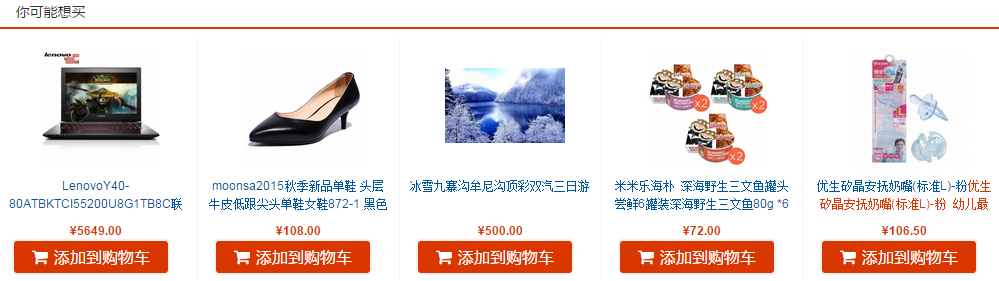 你可能想买
lenovo
LenovoY40-
80ATBKTCI55200U8G1TB8C联
¥5649.00
添加到购物车
moonsa2015秋季新品单鞋 头层
牛皮低跟尖头单鞋女鞋872-1 黑色
¥108.00
添加到购物车
冰雪九寨沟牟尼沟顶彩双汽三日游
¥500.00
添加到购物车
x2
x2
x2
米米乐海朴 深海野生三文鱼罐头
尝鲜6罐装深海野生三文鱼80g *6
¥72.00
添加到购物车
L
优生矽晶安抚奶嘴(标准L)-粉优生
矽晶安抚奶嘴(标准L)-粉 幼儿最
¥106.50
添加到购物车